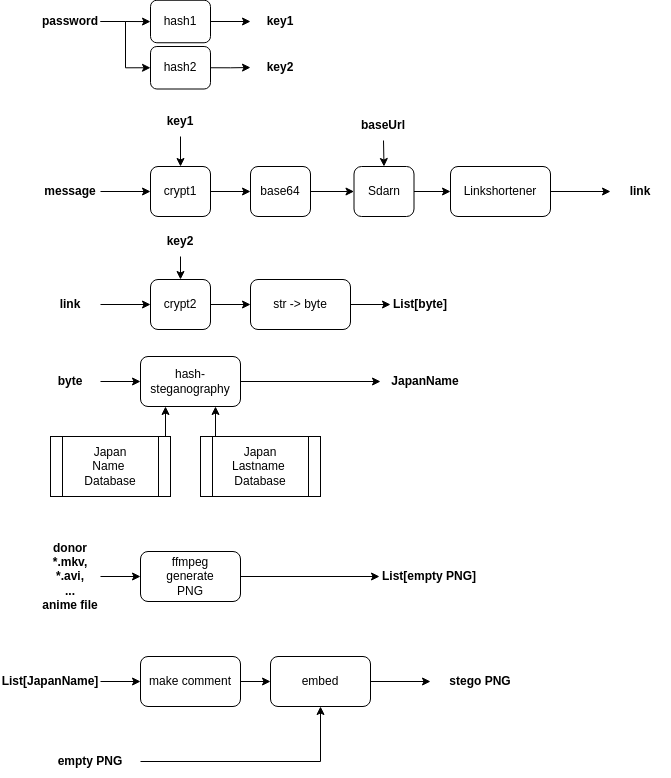 password
hash1
key1
hash2
key2
key1
baseUrl
message
crypt1
base64
Sdarn
Linkshortener
link
key2
link
crypt2
str -> byte
List[byte]
byte
hash-
steganography
JapanName
Japan
Name
Database
Japan
Lastname
Database
donor
*.mkv,
*.avi,
...
anime file
ffmpeg
generate
PNG
List[empty PNG]
List[JapanName]
make comment
embed
stego PNG
empty PNG